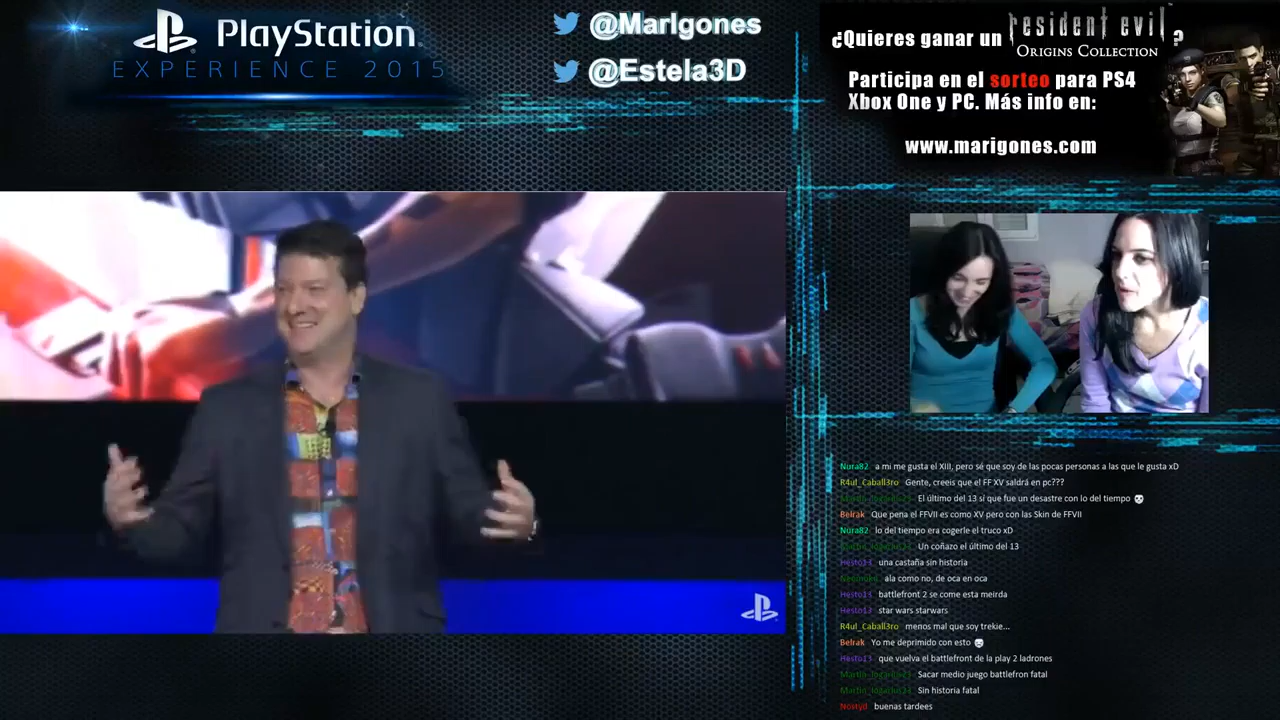 PlayStation
EXPERIENCE 2015
@MarIgones
@Estela3D
¿Quieres ganar un resident evil ?
ORIGINS COLLECTION
Participa en el sorteo para PS4
Xbox One y PC. Más info en:
www.marigones.com
Nura82 a mi me gusta el XIII, pero sé que soy de las pocas personas a las que le gusta xD
R4ul_Caball3ro Gente, creeis que el FF XV saldrá en pc???
El último del 13 sí que fue un desastre con lo del tiempo
Belrak Que pena el FFVII es como XV pero con las Skin de FFVII
Nura82 lo del tiempo era cogerle el truco xD
Un coñazo el último del 13
Hesto13 una castaña sin historia
ala como no, de oca en oca
Hesto13 battlefront 2 se come esta meirda
Hesto13 star wars starwars
R4ul_Caball3ro menos mal que soy trekie...
Belrak Yo me deprimido con esto
Hesto13 que vuelva el battlefront de la play 2 ladrones
Sacar medio juego battlefron fatal
Sin historia fatal
buenas tardees